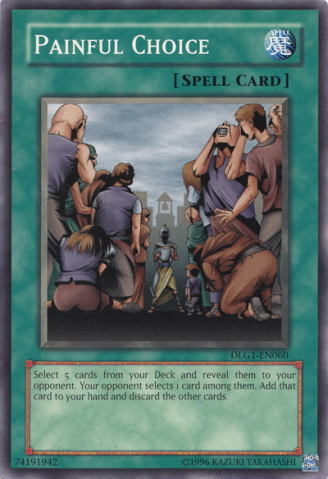 PAINFUL CHOICE
魔
[SPELL CARD]
DLG1-EN060
Select 5 cards from your Deck and reveal them to your
opponent. Your opponent selects 1 card among them. Add that
card to your hand and discard the other cards.
74191942
©1996 KAZUKI TAKAHASHI